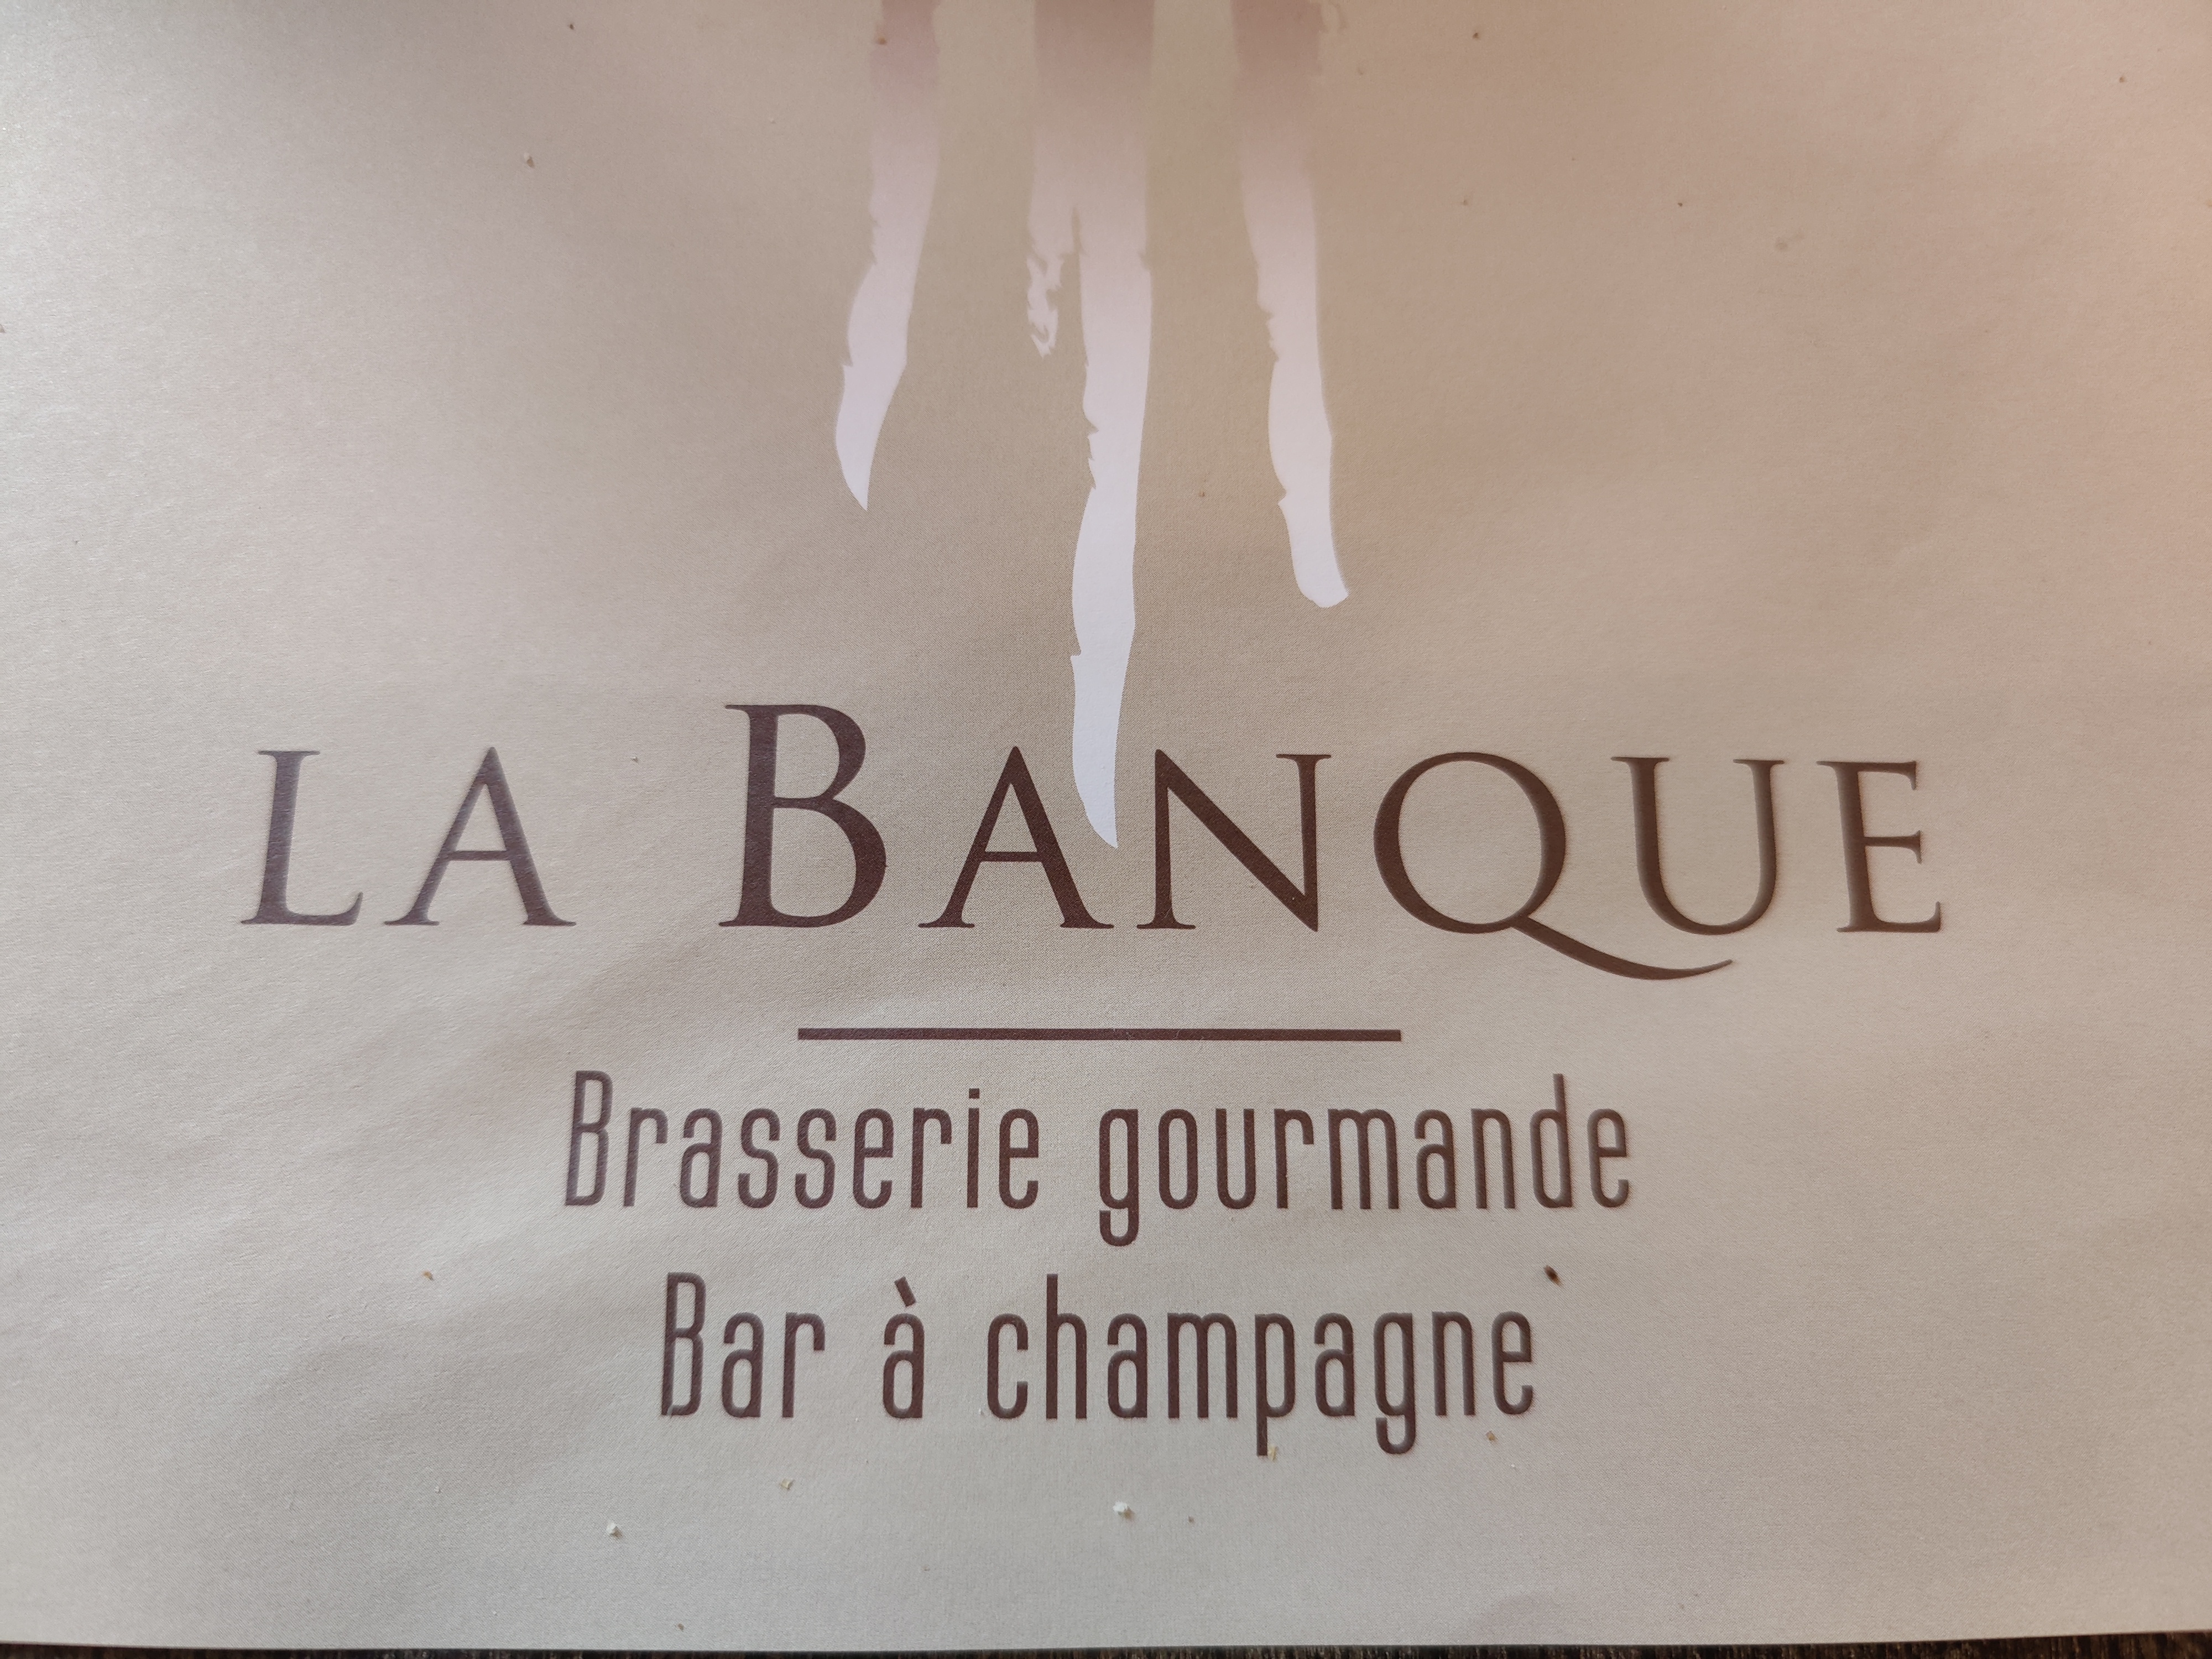 LA BANQUE
Brasserie gourmande
Bar à champagne